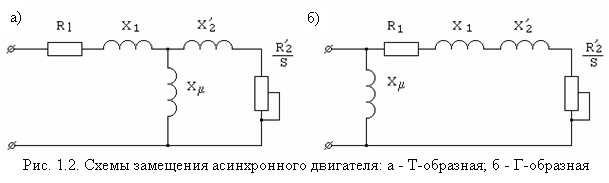 а)
R1
X1
X′2
R′2
S
Xμ
б)
R1
X1
X′2
R′2
S
Xμ
Рис. 1.2. Схемы замещения асинхронного двигателя: а - Т-образная; б - Г-образная